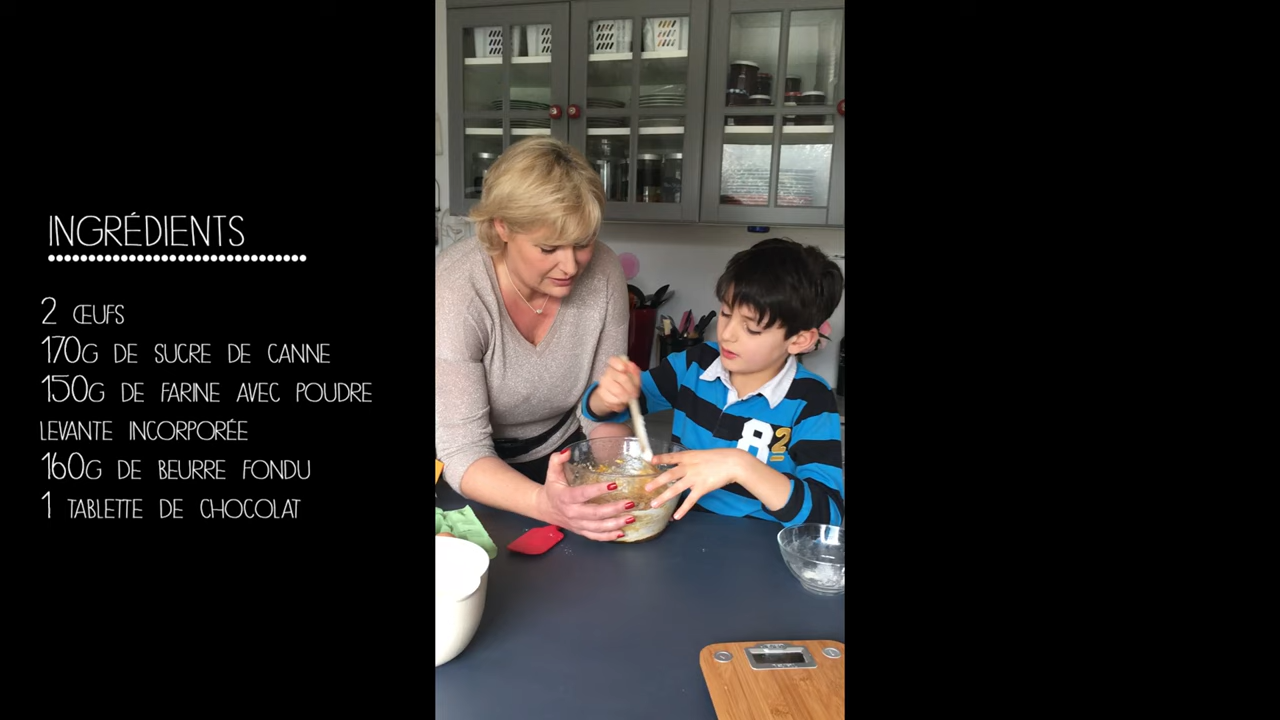 INGRÉDIENTS
2 ŒUFS
170G DE SUCRE DE CANNE
150G DE FARINE AVEC POUDRE
LEVANTE INCORPORÉE
160G DE BEURRE FONDU
1 TABLETTE DE CHOCOLAT
82